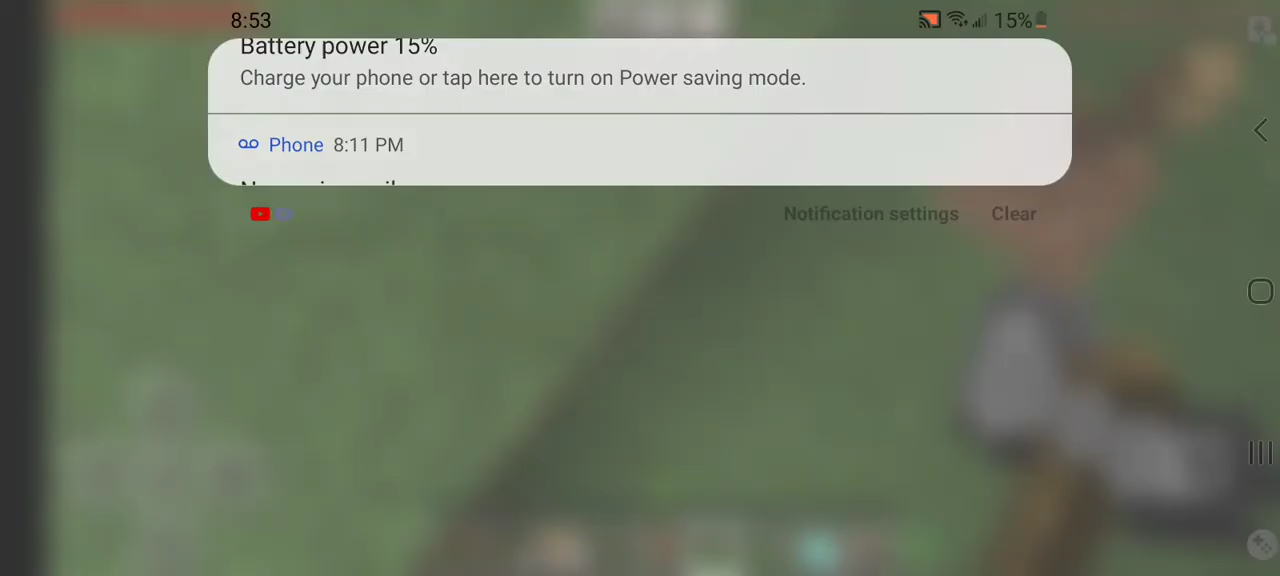 8:53
15%
Battery power 15%
Charge your phone or tap here to turn on Power saving mode.
Phone 8:11 PM
Notification settings Clear